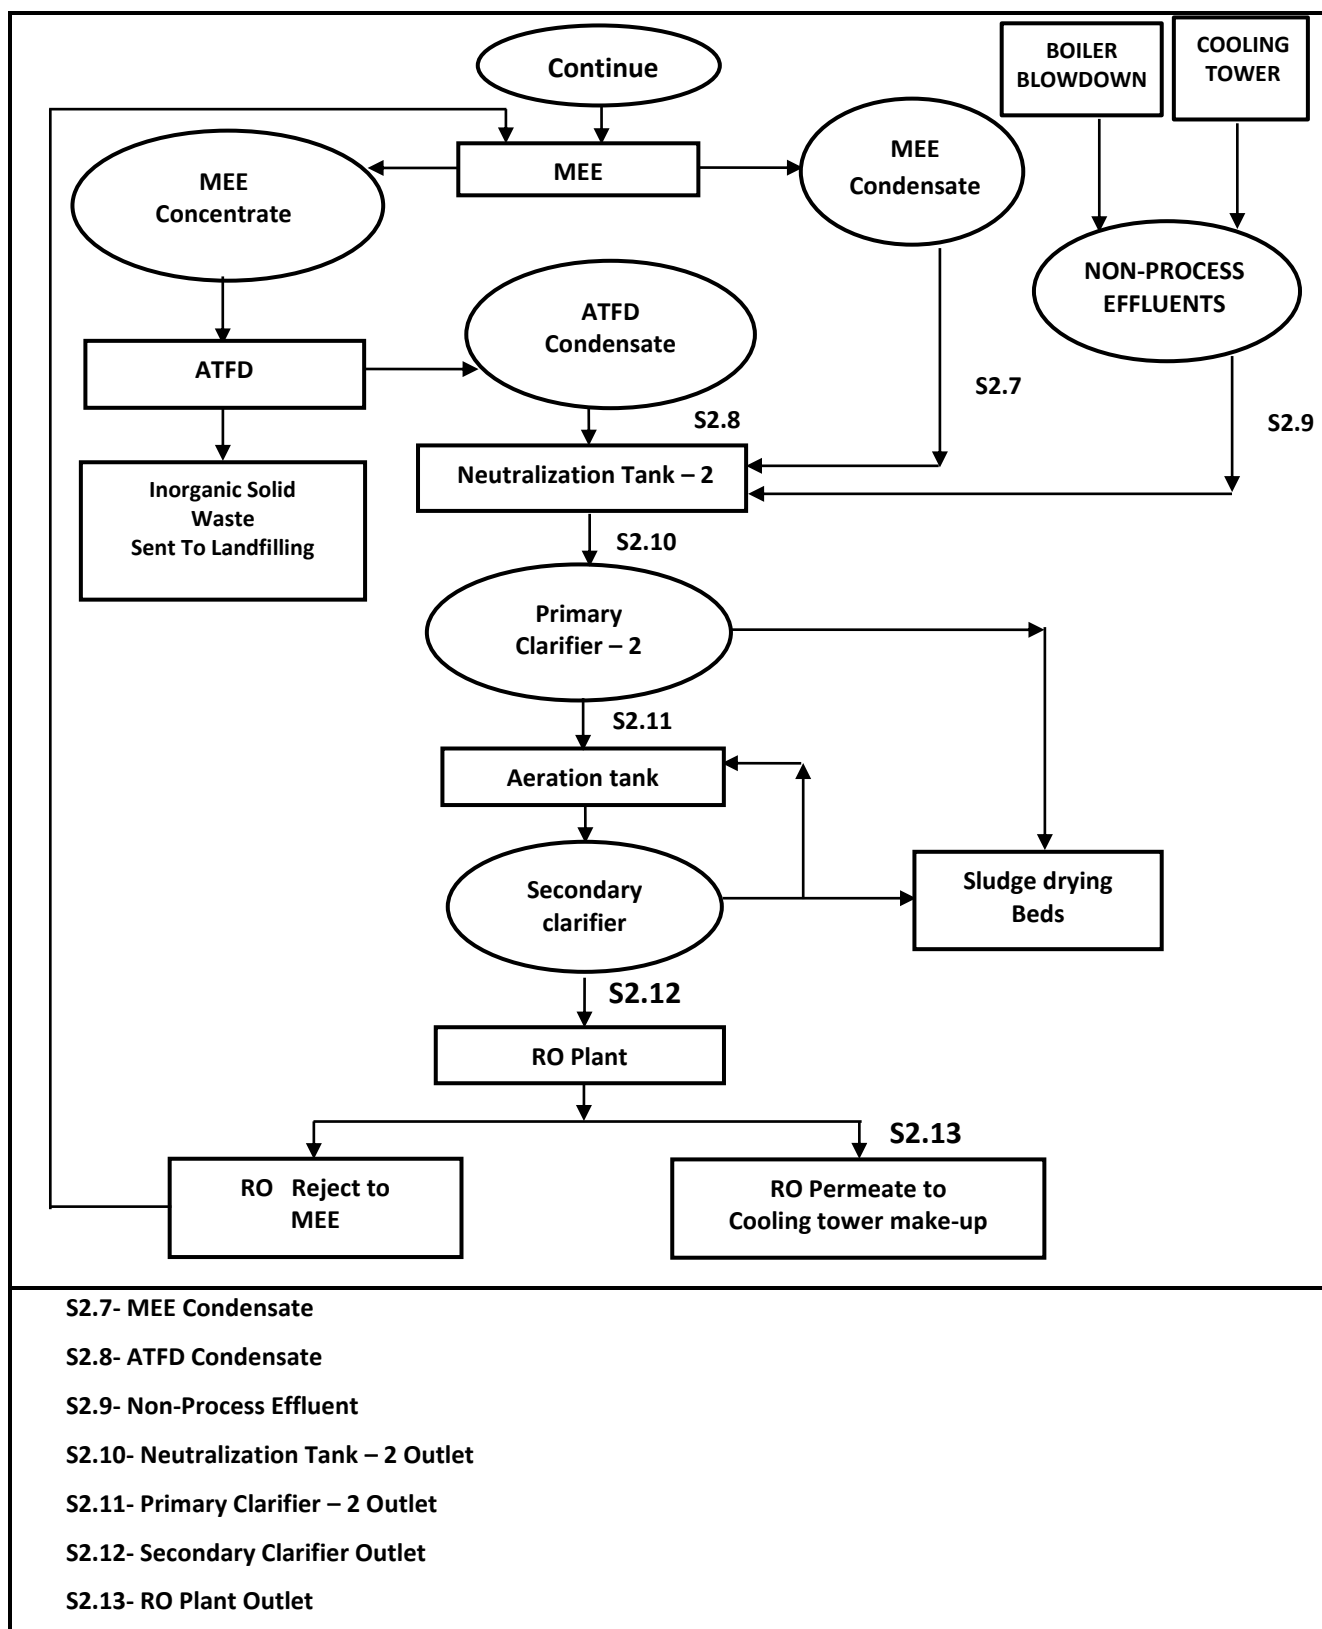 Continue
BOILER
BLOWDOWN
COOLING
TOWER
MEE
MEE
Concentrate
MEE
Condensate
NON-PROCESS
EFFLUENTS
ATFD
Condensate
ATFD
S2.7
S2.8
S2.9
Neutralization Tank – 2
Inorganic Solid
Waste
Sent To Landfilling
S2.10
Primary
Clarifier – 2
S2.11
Aeration tank
Secondary
clarifier
Sludge drying
Beds
S2.12
RO Plant
S2.13
RO Reject to
MEE
RO Permeate to
Cooling tower make-up
S2.7- MEE Condensate
S2.8- ATFD Condensate
S2.9- Non-Process Effluent
S2.10- Neutralization Tank – 2 Outlet
S2.11- Primary Clarifier – 2 Outlet
S2.12- Secondary Clarifier Outlet
S2.13- RO Plant Outlet